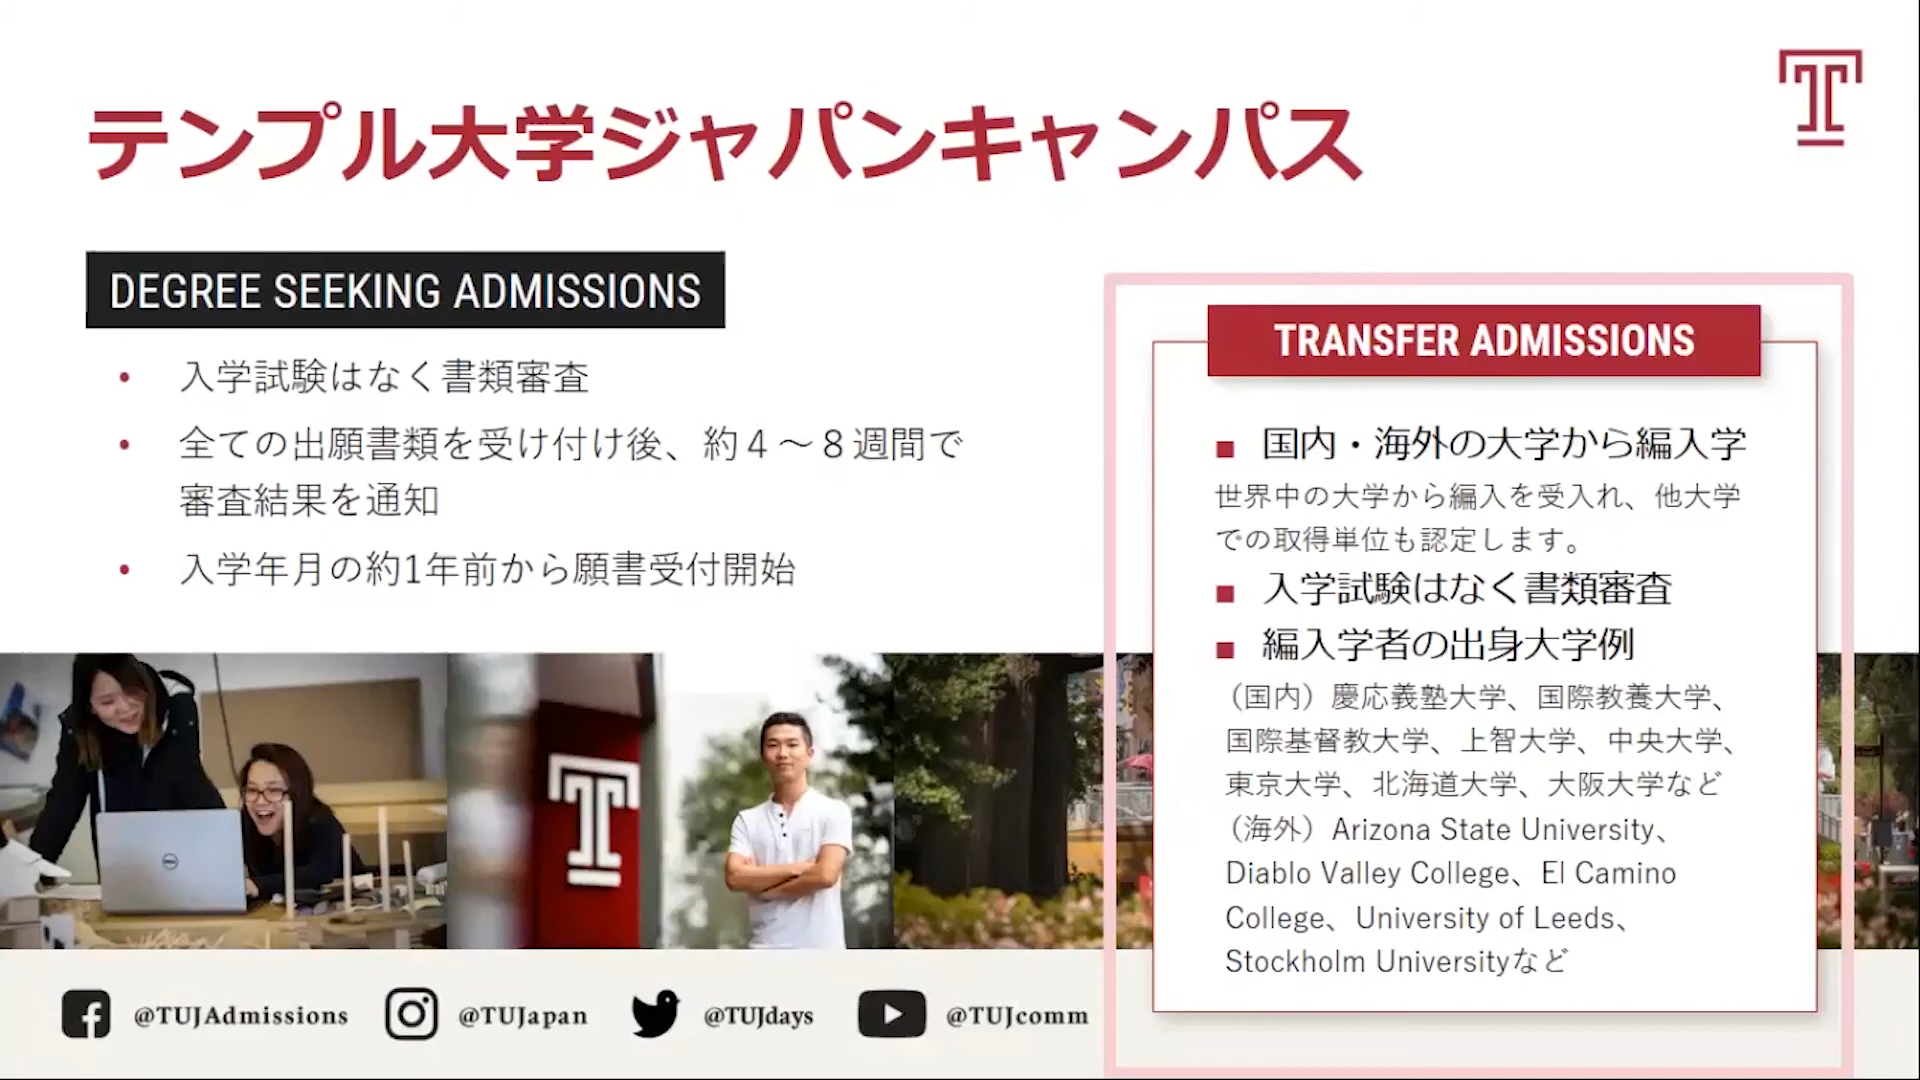 テンプル大学ジャパンキャンパス
DEGREE SEEKING ADMISSIONS
• 入学試験はなく書類審査
• 全ての出願書類を受け付け後、約４～８週間で
審査結果を通知
• 入学年月の約1年前から願書受付開始
TRANSFER ADMISSIONS
■ 国内・海外の大学から編入学
世界中の大学から編入を受入れ、他大学
での取得単位も認定します。
■ 入学試験はなく書類審査
■ 編入学者の出身大学例
（国内）慶応義塾大学、国際教養大学、
国際基督教大学、上智大学、中央大学、
東京大学、北海道大学、大阪大学など
（海外）Arizona State University、
Diablo Valley College、El Camino
College、University of Leeds、
Stockholm Universityなど
@TUJAdmissions @TUJapan @TUJdays @TUJcomm